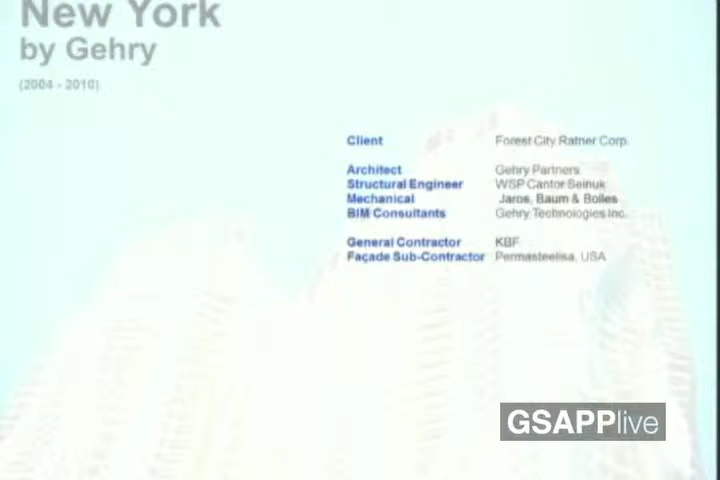 New York
by Gehry
(2004 - 2010)
Client Forest City Ratner Corp.
Architect Gehry Partners
Structural Engineer WSP Cantor Seinuk
Mechanical Jaros, Baum & Bolles
BIM Consultants Gehry Technologies Inc.
General Contractor KBF
Façade Sub-Contractor Permasteelisa, USA
GSAPPlive